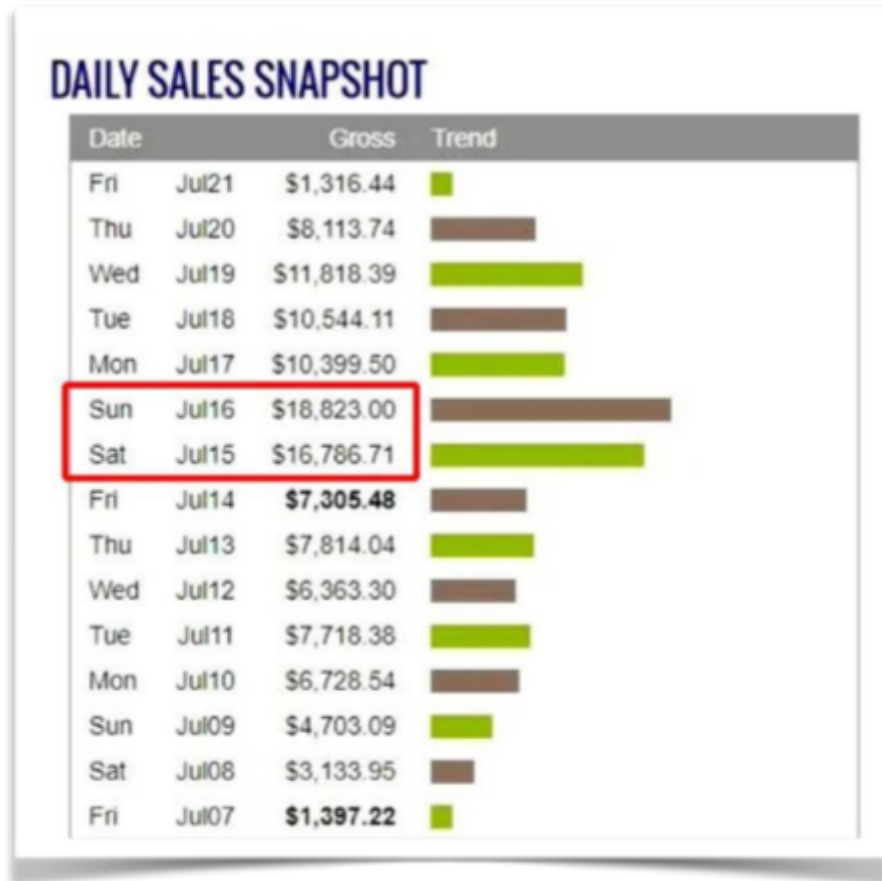 DAILY SALES SNAPSHOT
Date Gross Trend
Fri Jul21 $1,316.44
Thu Jul20 $8,113.74
Wed Jul19 $11,818.39
Tue Jul18 $10,544.11
Mon Jul17 $10,399.50
Sun Jul16 $18,823.00
Sat Jul15 $16,786.71
Fri Jul14 $7,305.48
Thu Jul13 $7,814.04
Wed Jul12 $6,363.30
Tue Jul11 $7,718.38
Mon Jul10 $6,728.54
Sun Jul09 $4,703.09
Sat Jul08 $3,133.95
Fri Jul07 $1,397.22